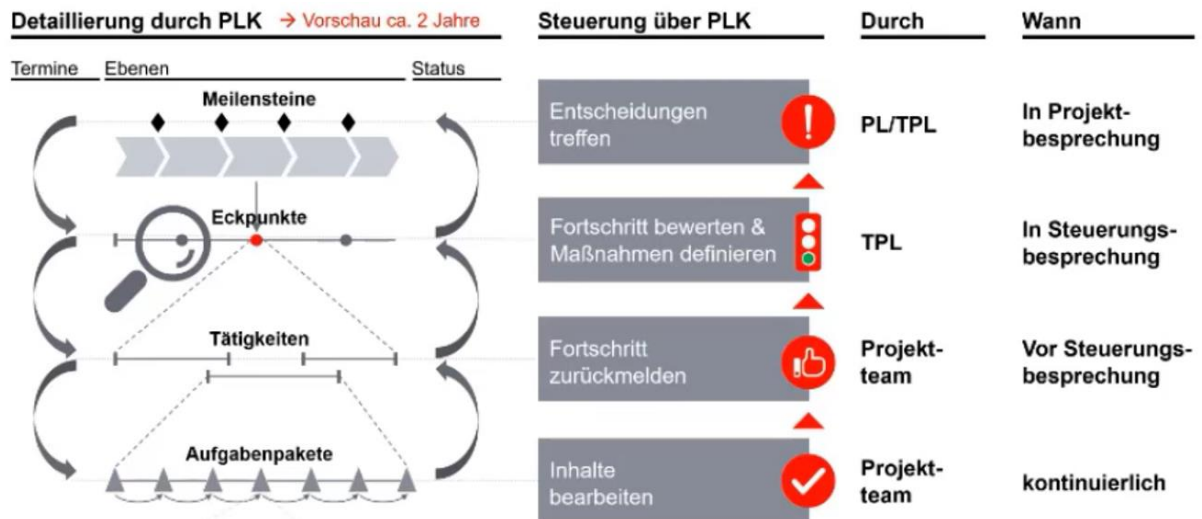 Detaillierung durch PLK → Vorschau ca. 2 Jahre
Termine Ebenen Status
Meilensteine
Eckpunkte
Tätigkeiten
Aufgabenpakete
Steuerung über PLK Durch Wann
Entscheidungen
treffen
PL/TPL
In Projekt-
besprechung
Fortschritt bewerten &
Maßnahmen definieren
TPL
In Steuerungs-
besprechung
Fortschritt
zurückmelden
Projekt-
team
Vor Steuerungs-
besprechung
Inhalte
bearbeiten
Projekt-
team
kontinuierlich